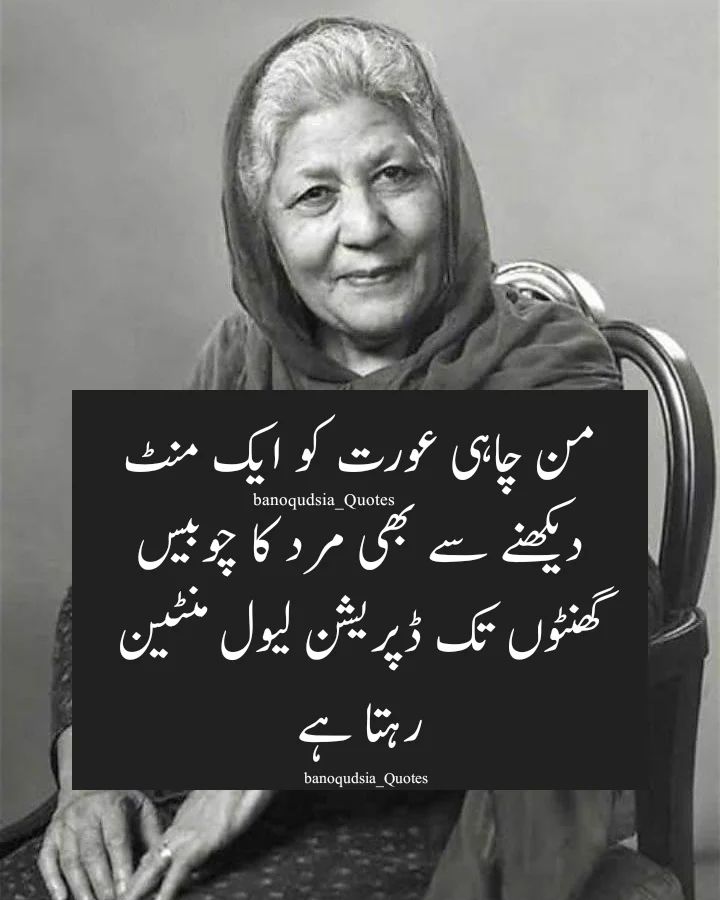 من چاہی عورت کو ایک منٹ
banoqudsia_Quotes
دیکھنے سے بھی مرد کا چوبیس
گھنٹوں تک ڈپریشن لیول منٹین
رہتا ہے
banoqudsia_Quotes